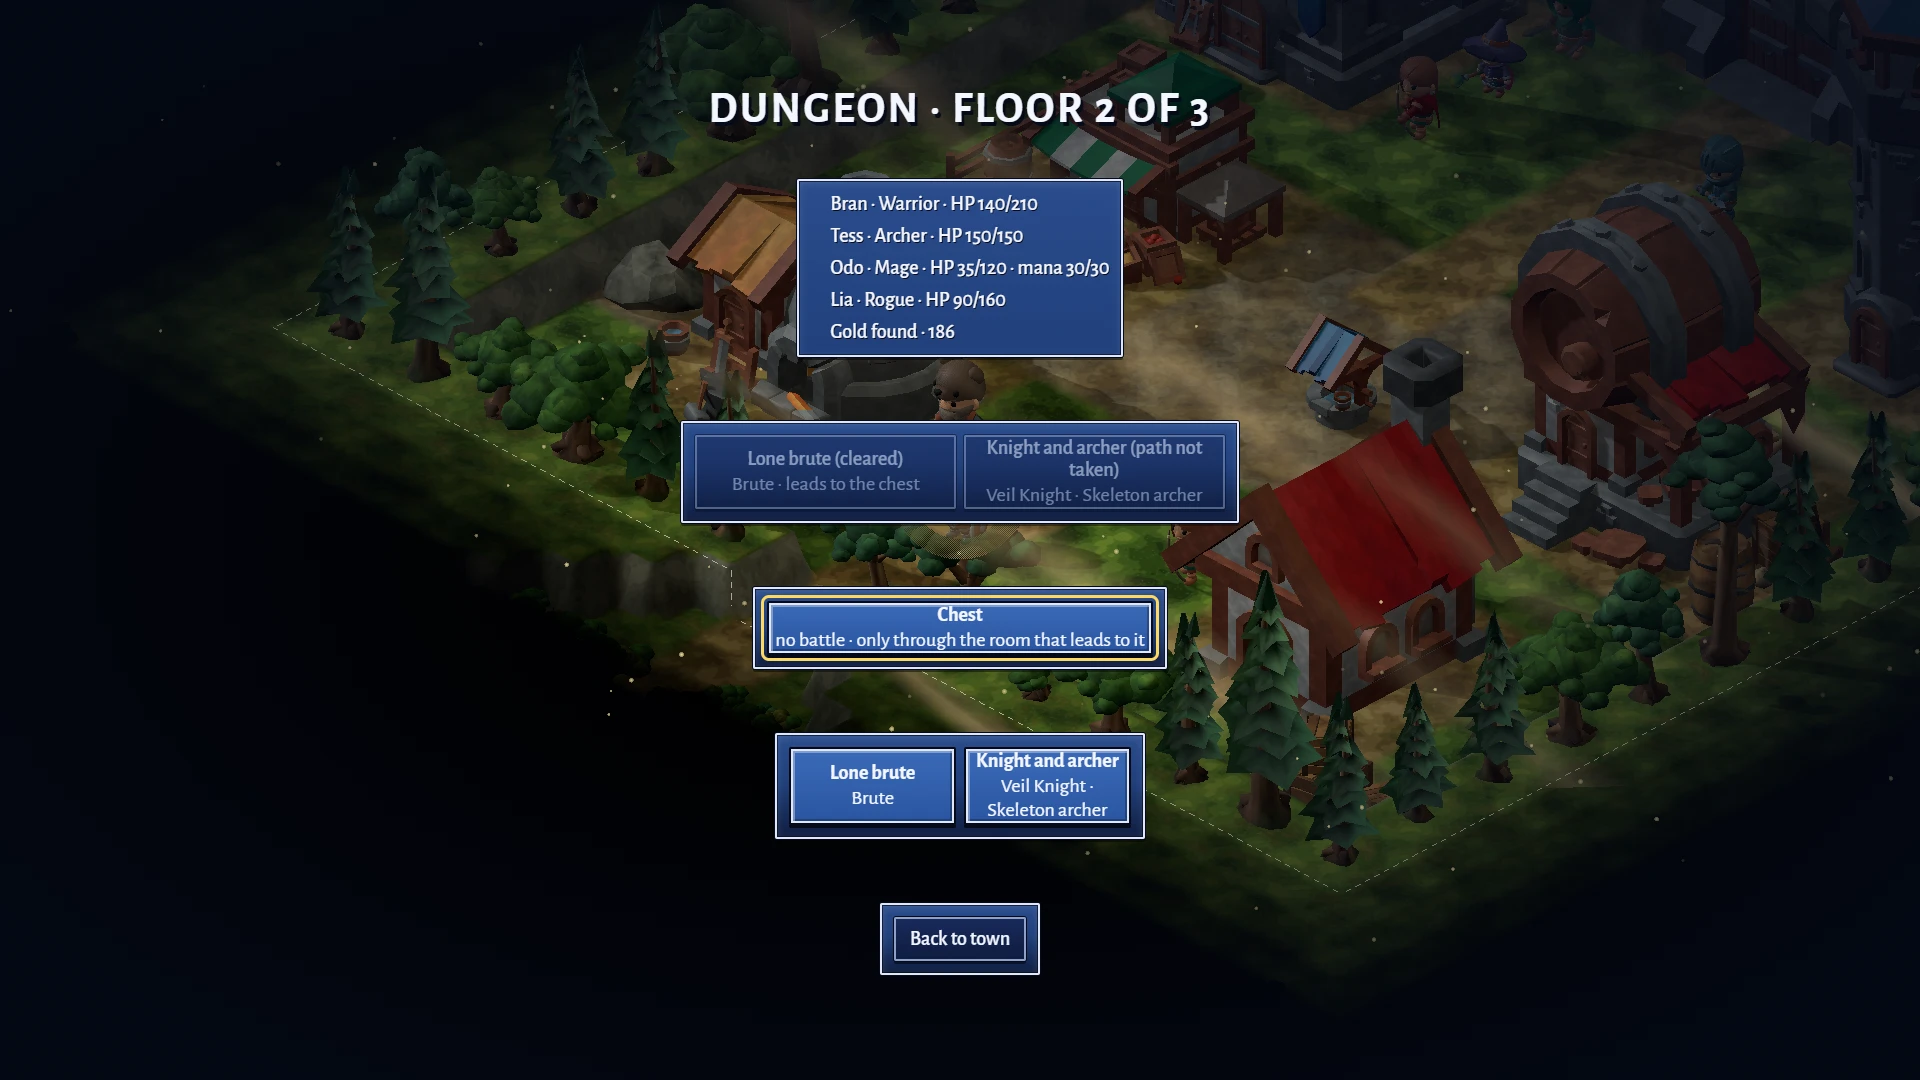 DUNGEON · FLOOR 2 OF 3
Bran · Warrior · HP 140/210
Tess · Archer · HP 150/150
Odo · Mage · HP 35/120 · mana 30/30
Lia · Rogue · HP 90/160
Gold found · 186
Lone brute (cleared)
Brute · leads to the chest
Knight and archer (path not
taken)
Veil Knight · Skeleton archer
Chest
no battle · only through the room that leads to it
Lone brute
Brute
Knight and archer
Veil Knight ·
Skeleton archer
Back to town